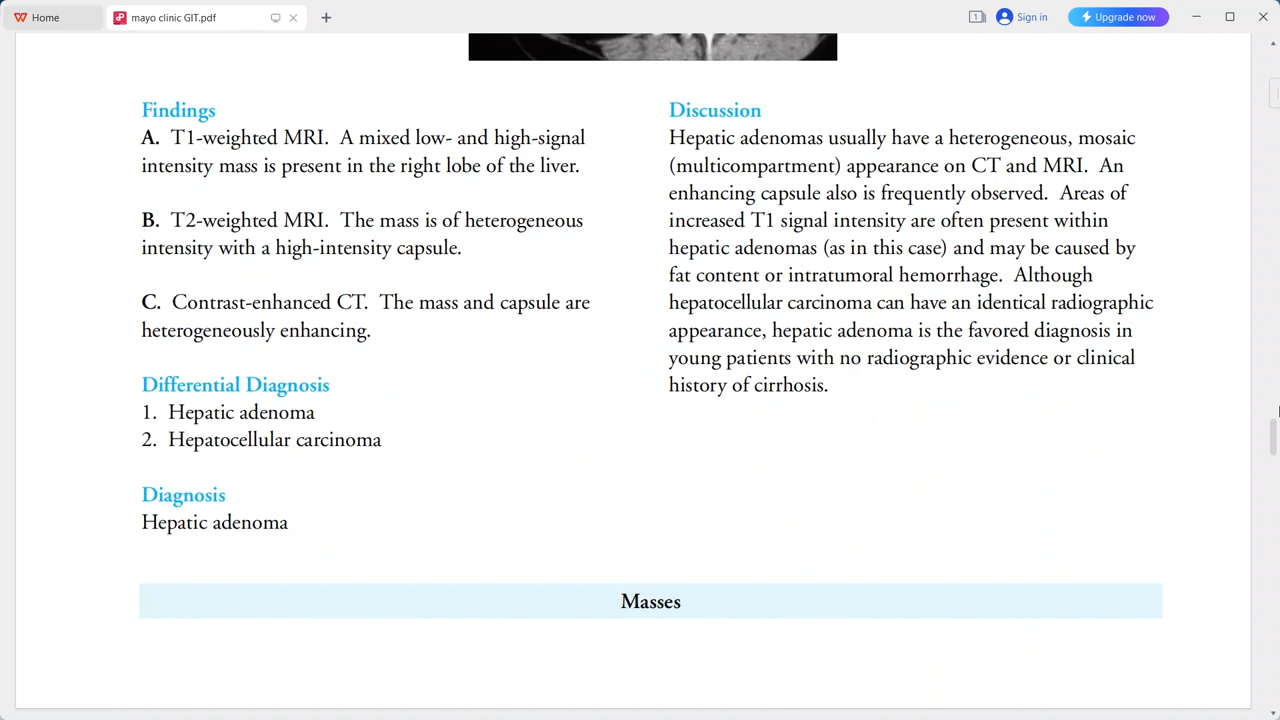 Home
mayo clinic GIT.pdf
1
Sign in
Upgrade now
Findings
A. T1-weighted MRI. A mixed low- and high-signal
intensity mass is present in the right lobe of the liver.
B. T2-weighted MRI. The mass is of heterogeneous
intensity with a high-intensity capsule.
C. Contrast-enhanced CT. The mass and capsule are
heterogeneously enhancing.
Differential Diagnosis
1. Hepatic adenoma
2. Hepatocellular carcinoma
Diagnosis
Hepatic adenoma
Discussion
Hepatic adenomas usually have a heterogeneous, mosaic
(multicompartment) appearance on CT and MRI. An
enhancing capsule also is frequently observed. Areas of
increased T1 signal intensity are often present within
hepatic adenomas (as in this case) and may be caused by
fat content or intratumoral hemorrhage. Although
hepatocellular carcinoma can have an identical radiographic
appearance, hepatic adenoma is the favored diagnosis in
young patients with no radiographic evidence or clinical
history of cirrhosis.
Masses